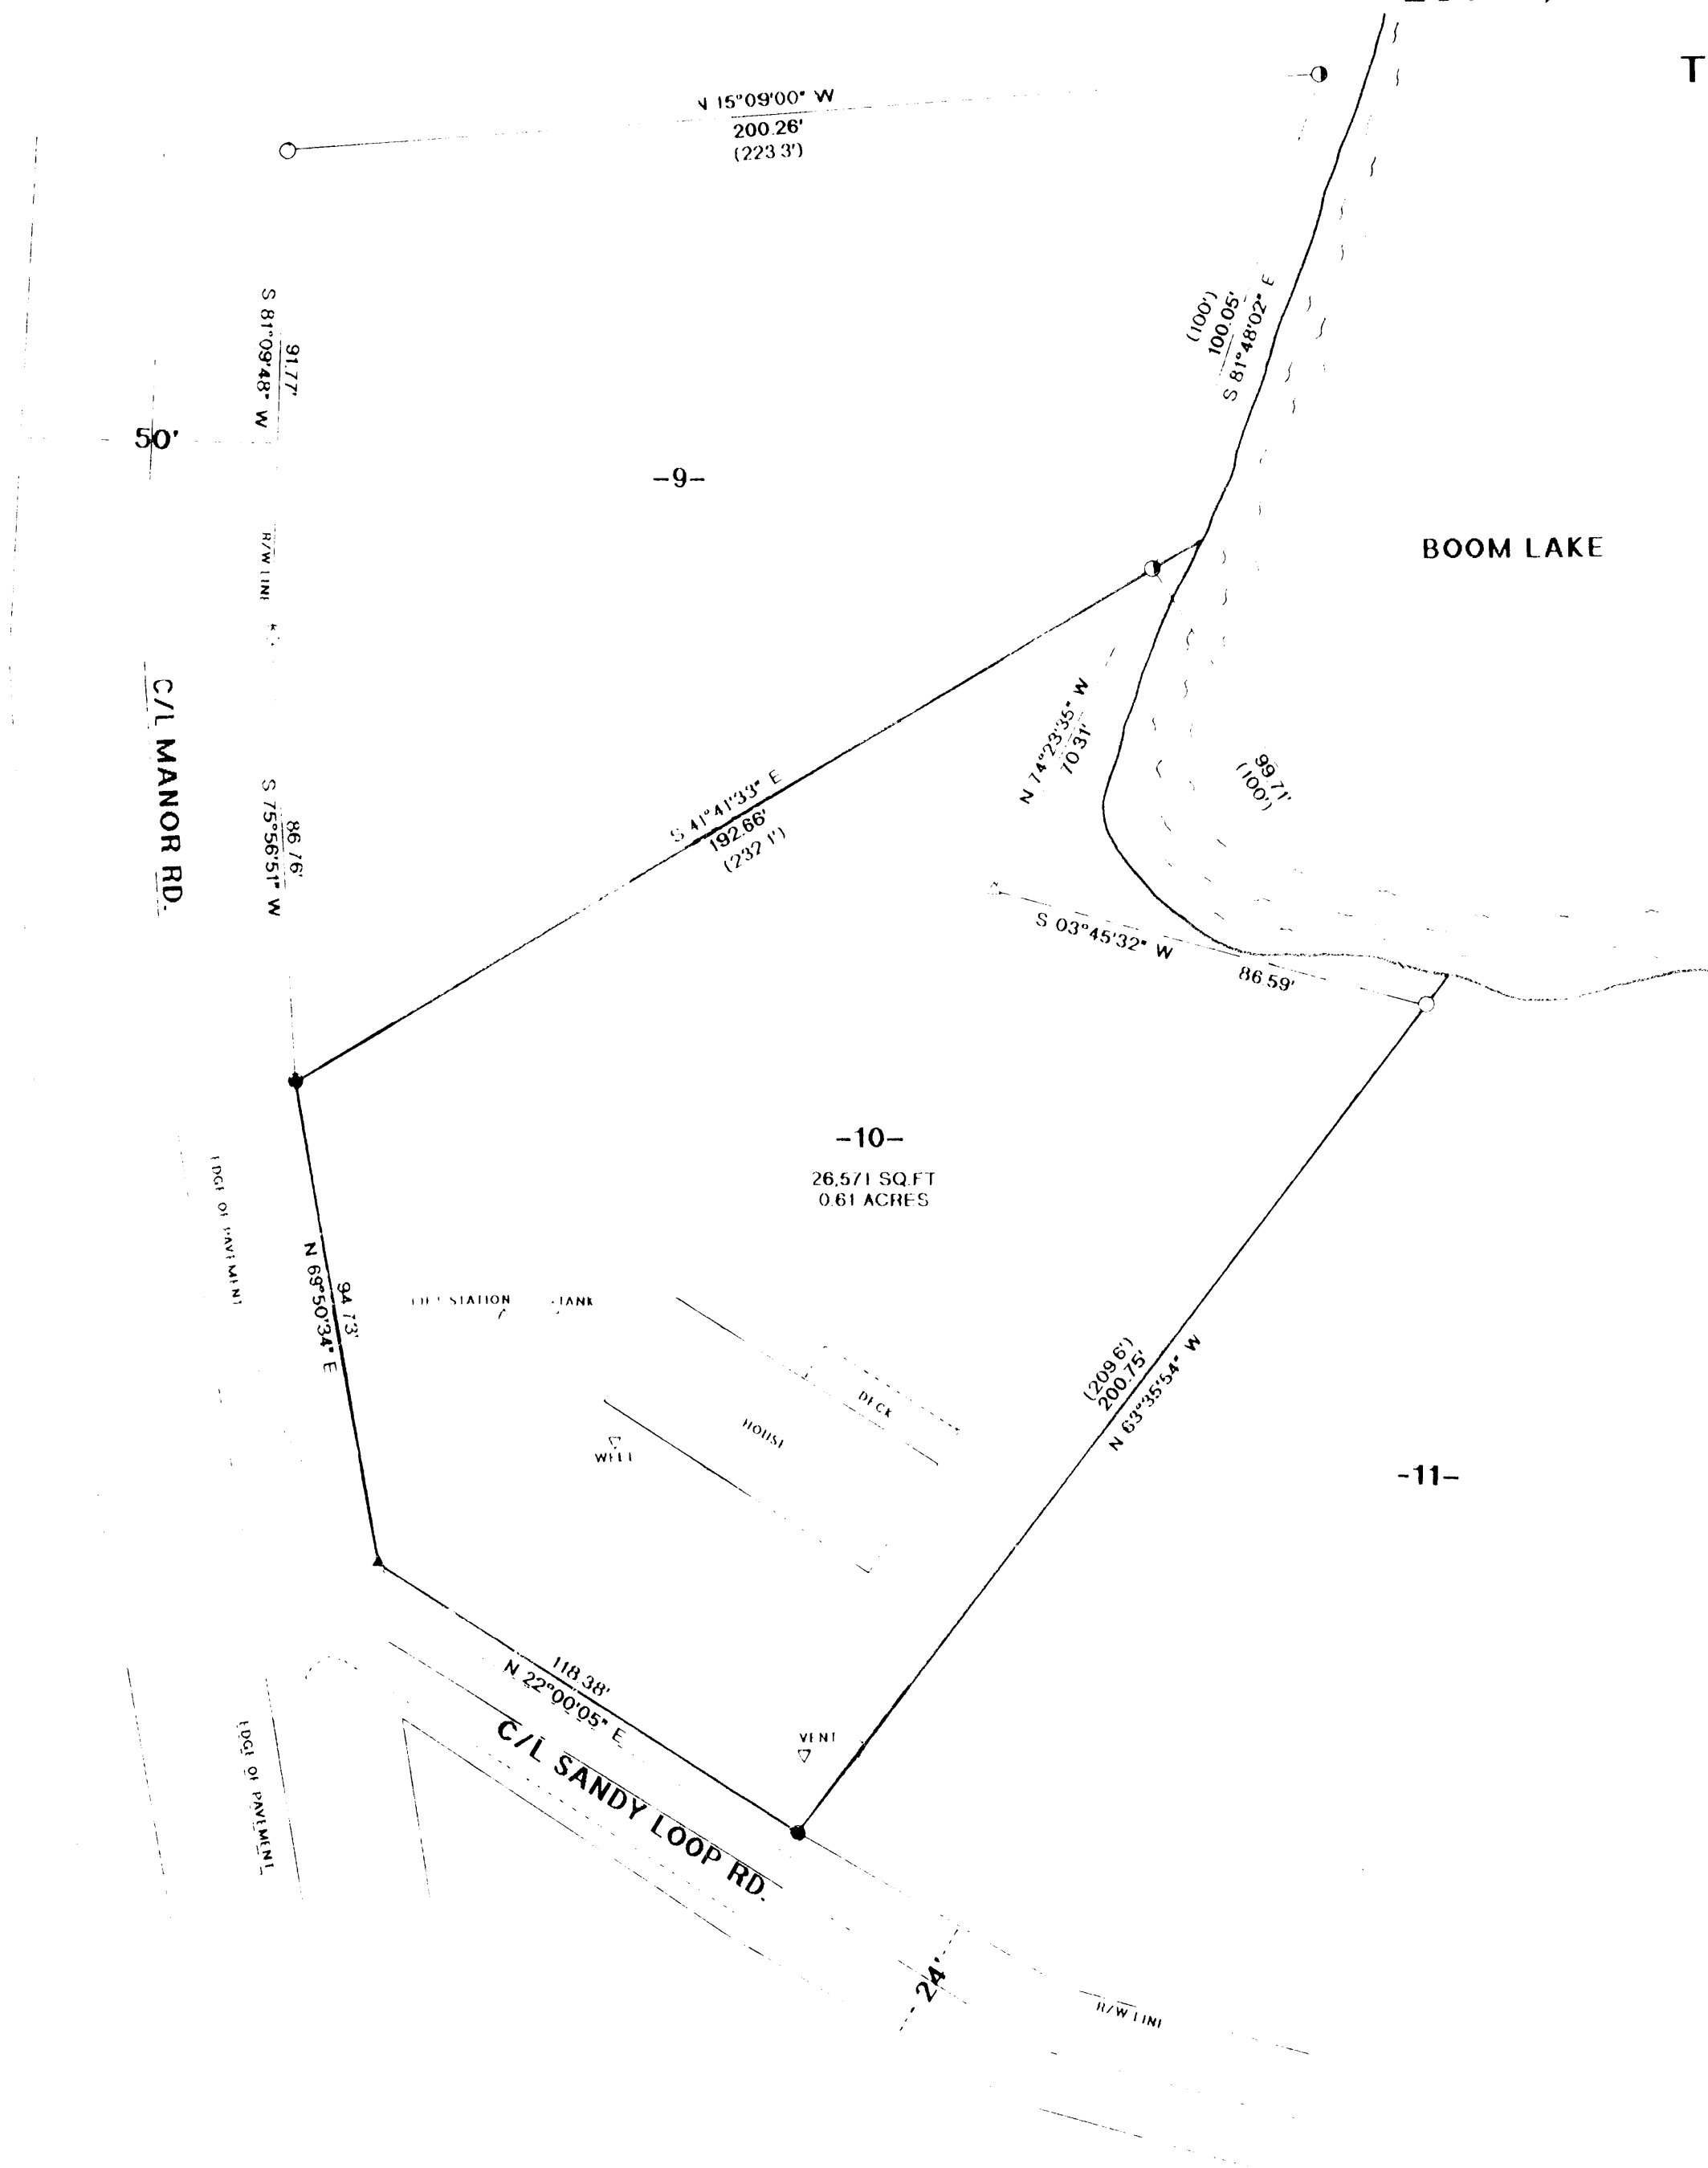 N 15°09'00" W
200.26'
(223 3')
(100')
100.05'
S 81°48'02" E
91.77'
S 81°09'48" W
50'
-9-
BOOM LAKE
R/W LINE
C/L MANOR RD.
86 76'
S 75°56'51" W
S 41°41'33" E
192.66'
(232 1')
N 74°23'35" W
70 31'
99.71'
(100')
S 03°45'32" W
86.59'
-10-
26,571 SQ.FT
0.61 ACRES
EDGE OF PAVEMENT
94 73'
N 69°50'34" E
LIFT STATION
TANK
DECK
HOUSE
WELL
(209 6')
200.75'
N 63°35'54" W
-11-
118.38'
N 22°00'05" E
VENT
C/L SANDY LOOP RD.
EDGE OF PAVEMENT
24'
R/W LINE